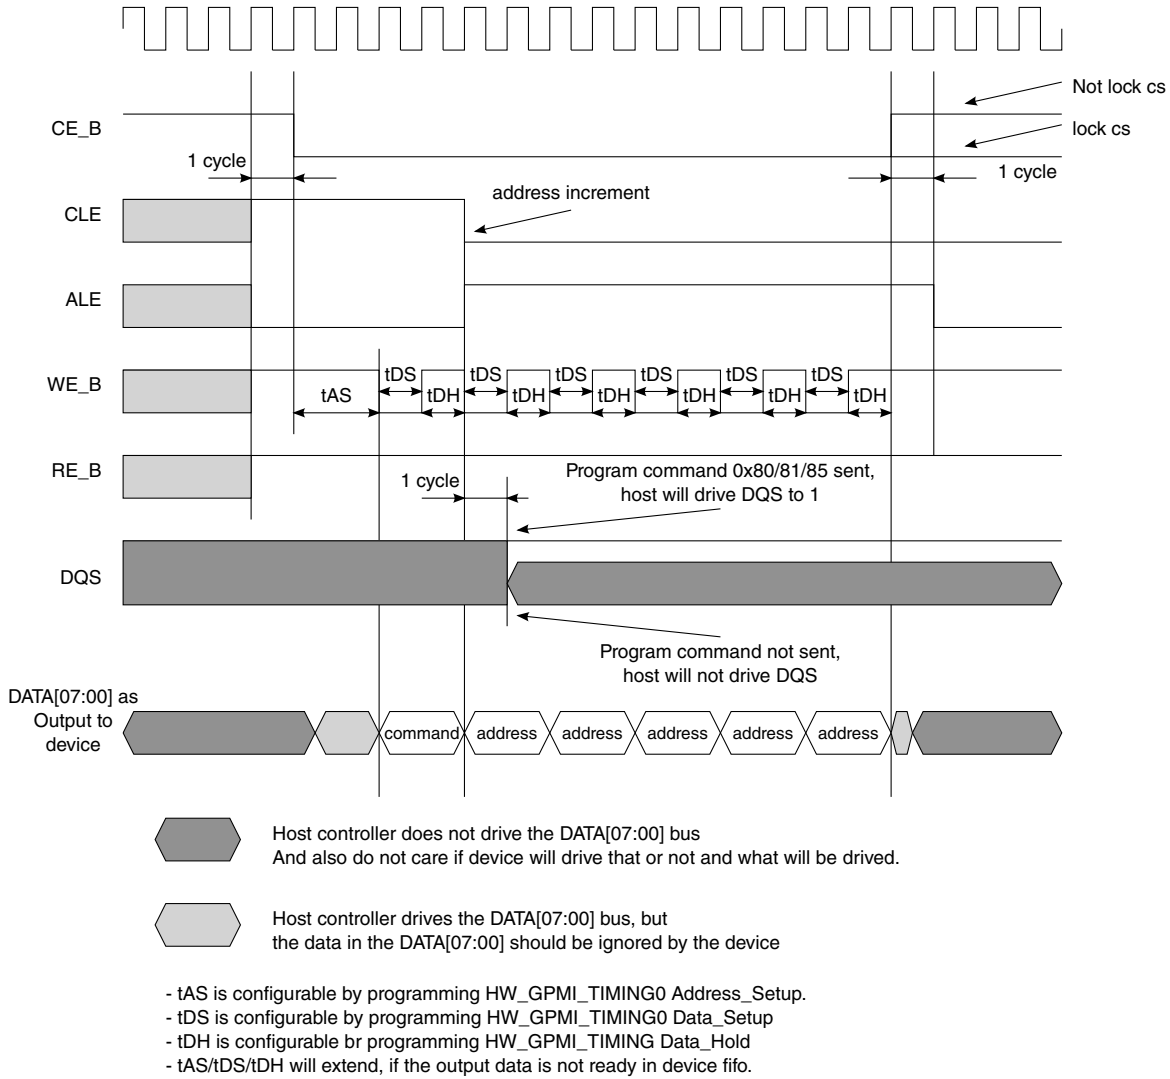 Not lock cs
CE_B
lock cs
1 cycle
1 cycle
address increment
CLE
ALE
WE_B
tAS
tDS
tDH
tDS
tDH
tDS
tDH
tDS
tDH
tDS
tDH
tDS
tDH
RE_B
1 cycle
Program command 0x80/81/85 sent,
host will drive DQS to 1
DQS
Program command not sent,
host will not drive DQS
DATA[07:00] as
Output to
device
command
address
address
address
address
address
Host controller does not drive the DATA[07:00] bus
And also do not care if device will drive that or not and what will be drived.
Host controller drives the DATA[07:00] bus, but
the data in the DATA[07:00] should be ignored by the device
- tAS is configurable by programming HW_GPMI_TIMING0 Address_Setup.
- tDS is configurable by programming HW_GPMI_TIMING0 Data_Setup
- tDH is configurable br programming HW_GPMI_TIMING Data_Hold
- tAS/tDS/tDH will extend, if the output data is not ready in device fifo.